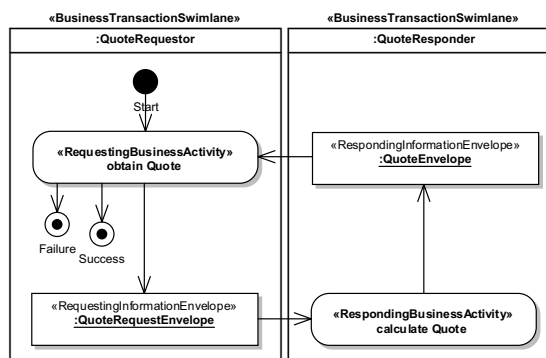 «BusinessTransactionSwimlane»
:QuoteRequestor
Start
«RequestingBusinessActivity»
obtain Quote
Failure
Success
«RequestingInformationEnvelope»
:QuoteRequestEnvelope
«BusinessTransactionSwimlane»
:QuoteResponder
«RespondingInformationEnvelope»
:QuoteEnvelope
«RespondingBusinessActivity»
calculate Quote